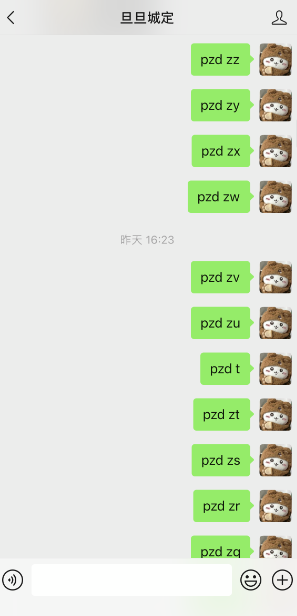 旦旦城定
pzd zz
pzd zy
pzd zx
pzd zw
昨天 16:23
pzd zv
pzd zu
pzd t
pzd zt
pzd zs
pzd zr
pzd zq